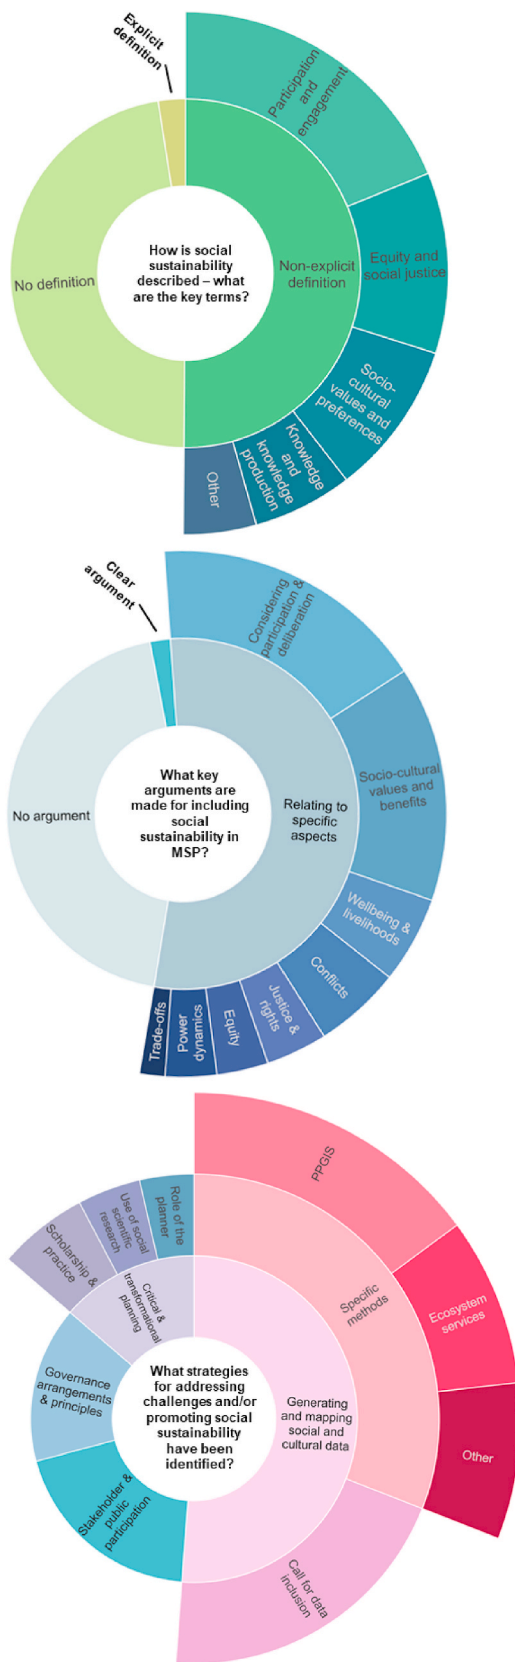 Explicit
definition
Participation
and
engagement
No definition
How is social
sustainability
described – what
are the key terms?
Non-explicit
definition
Equity and
social justice
Socio-
cultural
values and
preferences
Knowledge
and
knowledge
production
Other
Clear
argument
Considering
participation &
deliberation
No argument
What key
arguments are
made for including
social
sustainability in
MSP?
Relating to
specific
aspects
Socio-cultural
values and
benefits
Wellbeing &
livelihoods
Conflicts
Justice &
rights
Equity
Power
dynamics
Trade-offs
PPGIS
Role of the
planner
Use of social
scientific
research
Scholarship &
practice
Critical &
transformational
planning
Specific
methods
Ecosystem
services
Governance
arrangements
& principles
What strategies
for addressing
challenges and/or
promoting social
sustainability
have been
identified?
Generating
and mapping
social and
cultural data
Other
Stakeholder &
public
participation
Call for data
inclusion